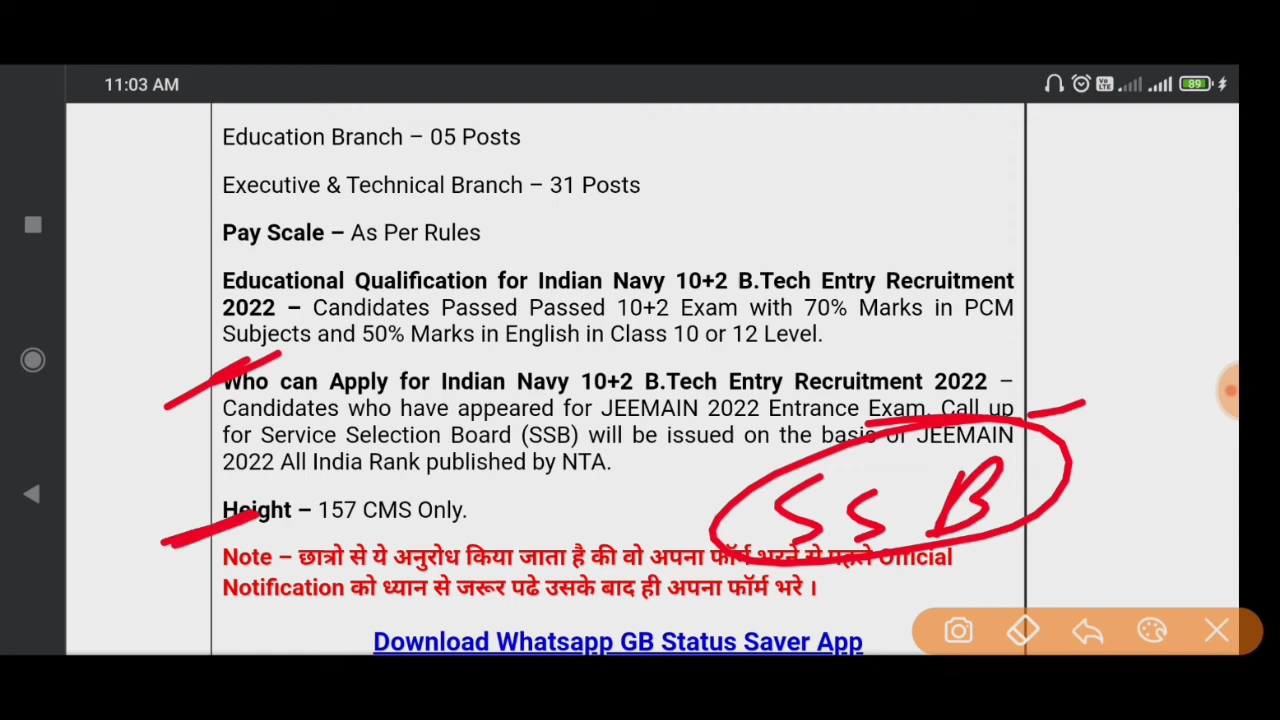 11:03 AM
Vo LTE
89
Education Branch – 05 Posts
Executive & Technical Branch – 31 Posts
Pay Scale – As Per Rules
Educational Qualification for Indian Navy 10+2 B.Tech Entry Recruitment
2022 – Candidates Passed Passed 10+2 Exam with 70% Marks in PCM
Subjects and 50% Marks in English in Class 10 or 12 Level.
Who can Apply for Indian Navy 10+2 B.Tech Entry Recruitment 2022 –
Candidates who have appeared for JEEMAIN 2022 Entrance Exam. Call up
for Service Selection Board (SSB) will be issued on the basis of JEEMAIN
2022 All India Rank published by NTA.
SSB
Height – 157 CMS Only.
Note – छात्रो से ये अनुरोध किया जाता है की वो अपना फॉर्म भरने से पहले Official
Notification को ध्यान से जरूर पढे उसके बाद ही अपना फॉर्म भरे ।
Download Whatsapp GB Status Saver App